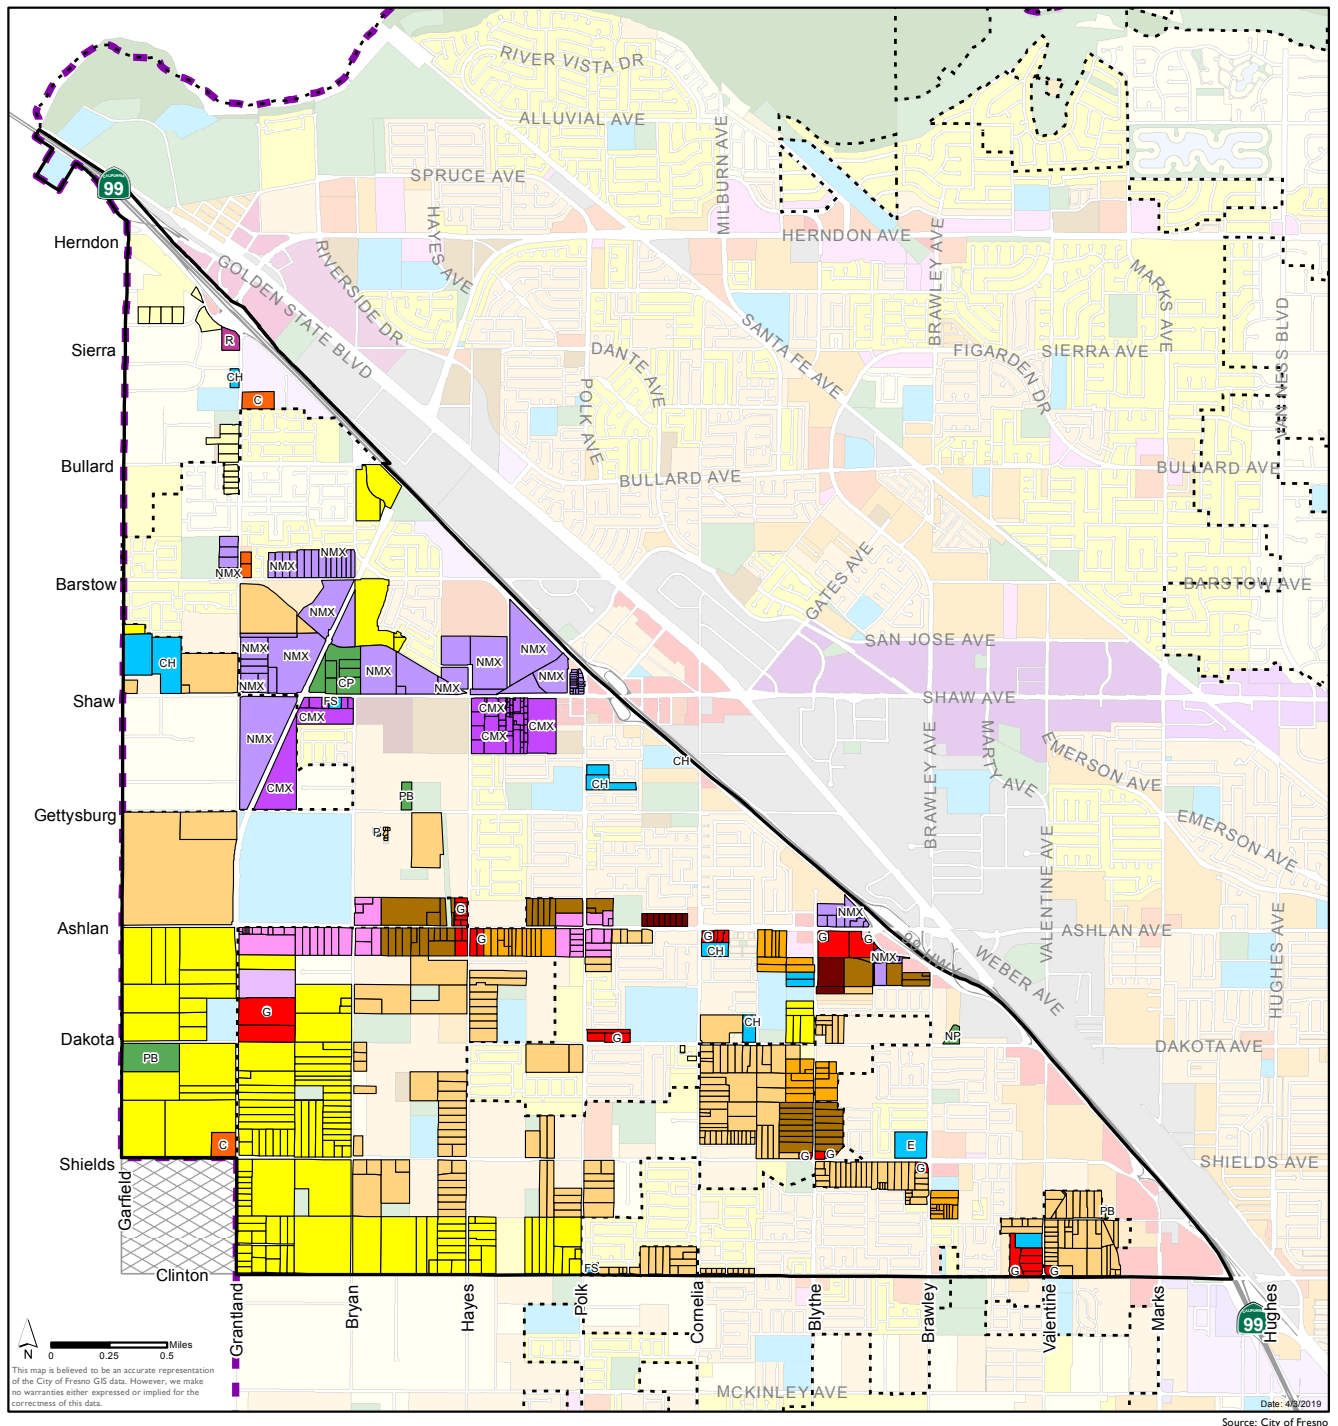 RIVER VISTA DR
ALLUVIAL AVE
MILBURN AVE
SPRUCE AVE
CALIFORNIA
99
HAYES AVE
HERNDON AVE
BRAWLEY AVE
Herndon
RIVERSIDE DR
GOLDEN STATE BLVD
MARKS AVE
VAN NESS BLVD
SANTA FE AVE
R
Sierra
DANTE AVE
FIGARDEN DR
SIERRA AVE
CH
POLK AVE
C
Bullard
BULLARD AVE
BULLARD AVE
NMX
NMX
NMX
Barstow
GATES AVE
BARSTOW AVE
NMX
SAN JOSE AVE
NMX
NMX
CH
NMX
NMX
NMX
NMX
NMX
CP
NMX
Shaw
SHAW AVE
FS
CMX
CMX
CMX
CMX
NMX
BRAWLEY AVE
MARTY AVE
EMERSON AVE
CH
CH
CMX
PB
Gettysburg
EMERSON AVE
P
VALENTINE AVE
G
NMX
Ashlan
G
G
G
G
ASHLAN AVE
CH
NMX
99 HWY
WEBER AVE
HUGHES AVE
G
CH
G
NP
Dakota
DAKOTA AVE
PB
C
E
G
G
Shields
G
SHIELDS AVE
Garfield
PB
FS
G
G
Clinton
Grantland
Bryan
Hayes
Polk
Cornelia
Blythe
Brawley
Valentine
Marks
Hughes
CALIFORNIA
99
N
0 0.25 0.5
Miles
This map is believed to be an accurate representation
of the City of Fresno GIS data. However, we make
no warranties either expressed or implied for the
correctness of this data.
MCKINLEY AVE
Date: 4/3/2019
Source: City of Fresno